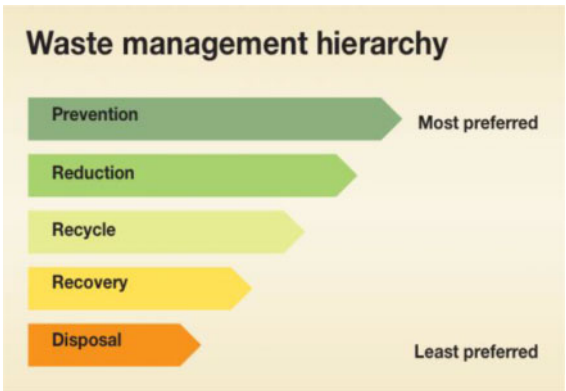 Waste management hierarchy
Prevention
Most preferred
Reduction
Recycle
Recovery
Disposal
Least preferred